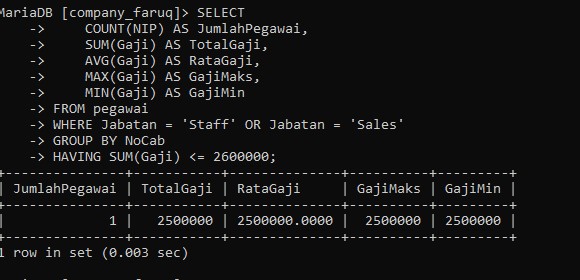 MariaDB [company_faruq]> SELECT
    ->     COUNT(NIP) AS JumlahPegawai,
    ->     SUM(Gaji) AS TotalGaji,
    ->     AVG(Gaji) AS RataGaji,
    ->     MAX(Gaji) AS GajiMaks,
    ->     MIN(Gaji) AS GajiMin
    -> FROM pegawai
    -> WHERE Jabatan = 'Staff' OR Jabatan = 'Sales'
    -> GROUP BY NoCab
    -> HAVING SUM(Gaji) <= 2600000;
+---------------+-----------+--------------+----------+---------+
| JumlahPegawai | TotalGaji | RataGaji     | GajiMaks | GajiMin |
+---------------+-----------+--------------+----------+---------+
|             1 |   2500000 | 2500000.0000 |  2500000 | 2500000 |
+---------------+-----------+--------------+----------+---------+
1 row in set (0.003 sec)